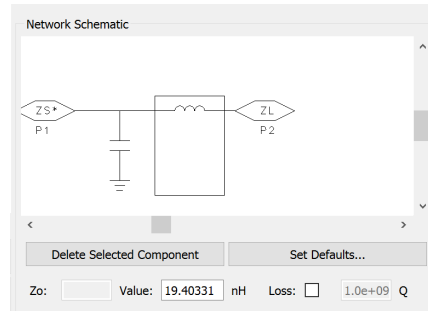 Network Schematic
ZS*
P1
ZL
P2
Delete Selected Component
Set Defaults...
Zo:
Value: 19.40331 nH
Loss:
1.0e+09 Q